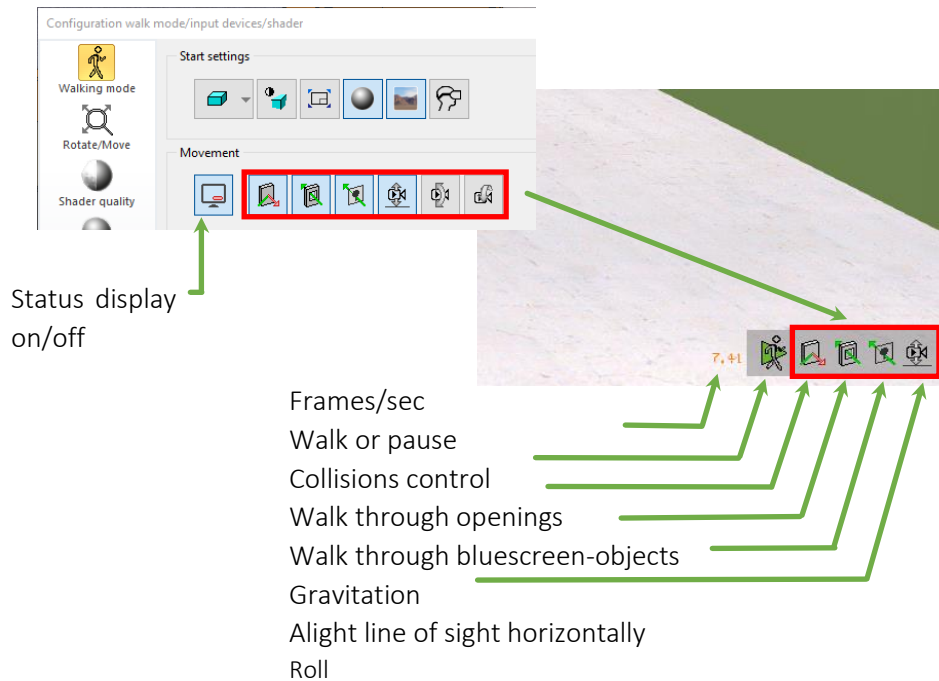 Configuration walk mode/input devices/shader
Walking mode
Rotate/Move
Shader quality
Start settings
Movement
Status display
on/off
7.41
Frames/sec
Walk or pause
Collisions control
Walk through openings
Walk through bluescreen-objects
Gravitation
Alight line of sight horizontally
Roll